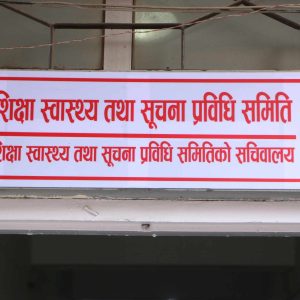 शिक्षा स्वास्थ्य तथा सूचना प्रविधि समिति
शिक्षा स्वास्थ्य तथा सूचना प्रविधि समितिको सचिवालय